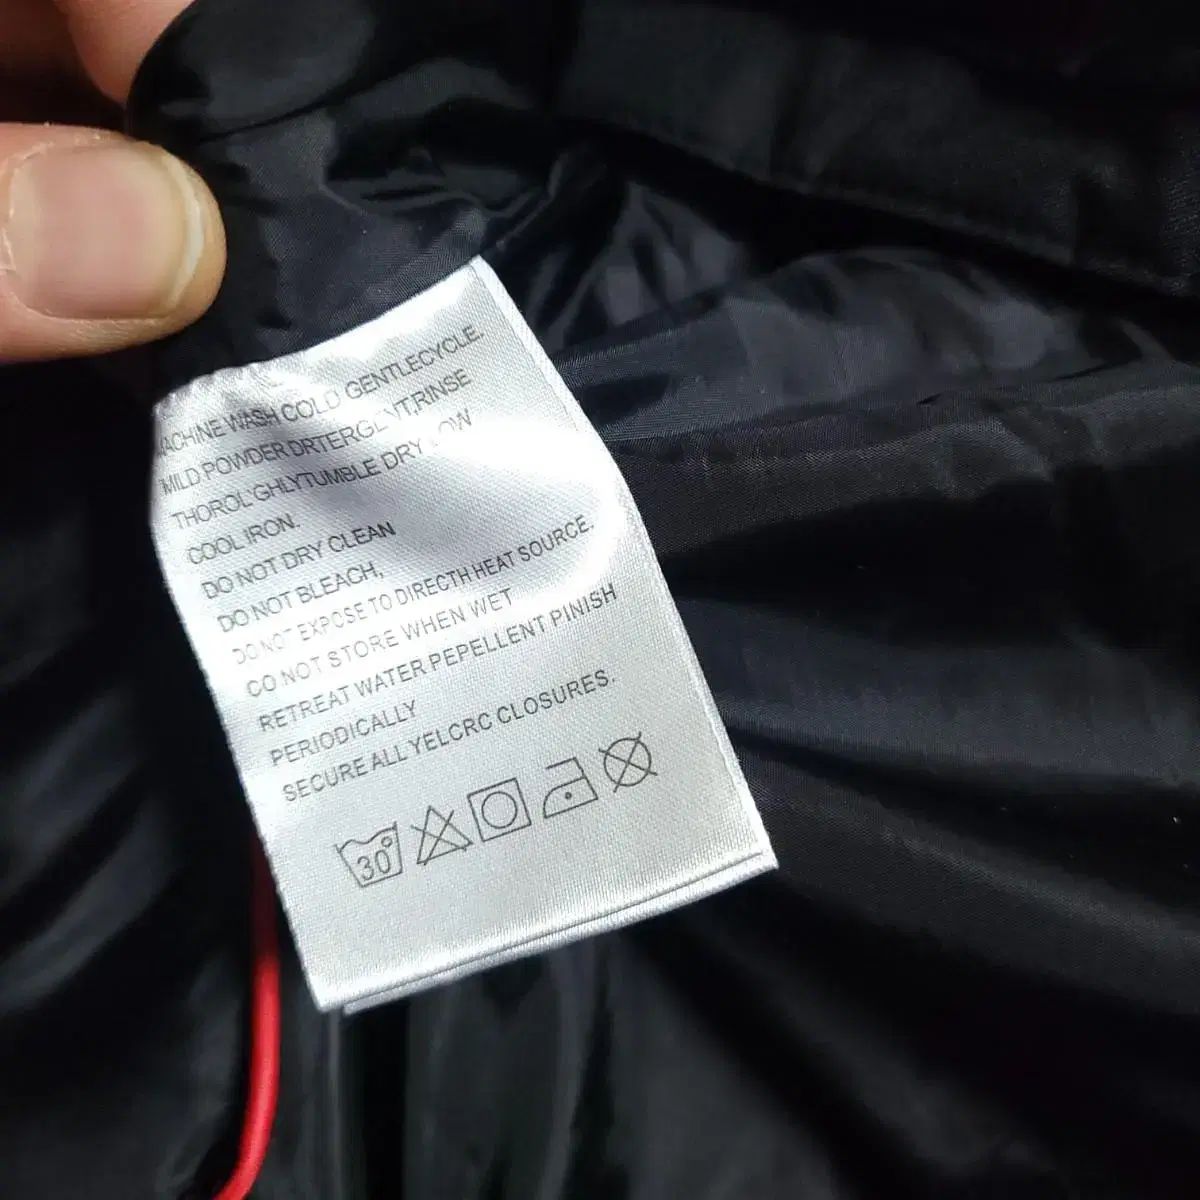 MACHINE WASH COLD GENTLECYCLE.
MILD POWDER DRTERGENT,RINSE
THOROL'GHLYTUMBLE DRY LOW
COOL IRON.
DO NOT DRY CLEAN
DO NOT BLEACH,
DO NOT EXPOSE TO DIRECTH HEAT SOURCE.
CO NOT STORE WHEN WET
RETREAT WATER PEPELLENT PINISH
PERIODICALLY
SECURE ALL YELCRC CLOSURES.
30°